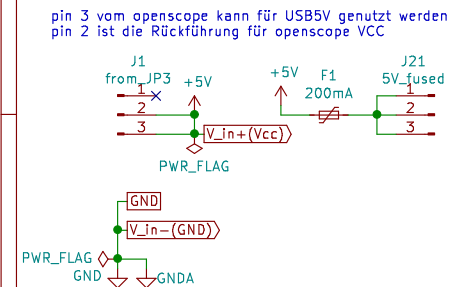 pin 3 vom openscope kann für USB5V genutzt werden
pin 2 ist die Rückführung für openscope VCC
J1
from_JP3
1
2
3
+5V
V_in+(Vcc)
PWR_FLAG
+5V
F1
200mA
J21
5V_fused
1
2
3
GND
V_in-(GND)
PWR_FLAG
GND
GNDA